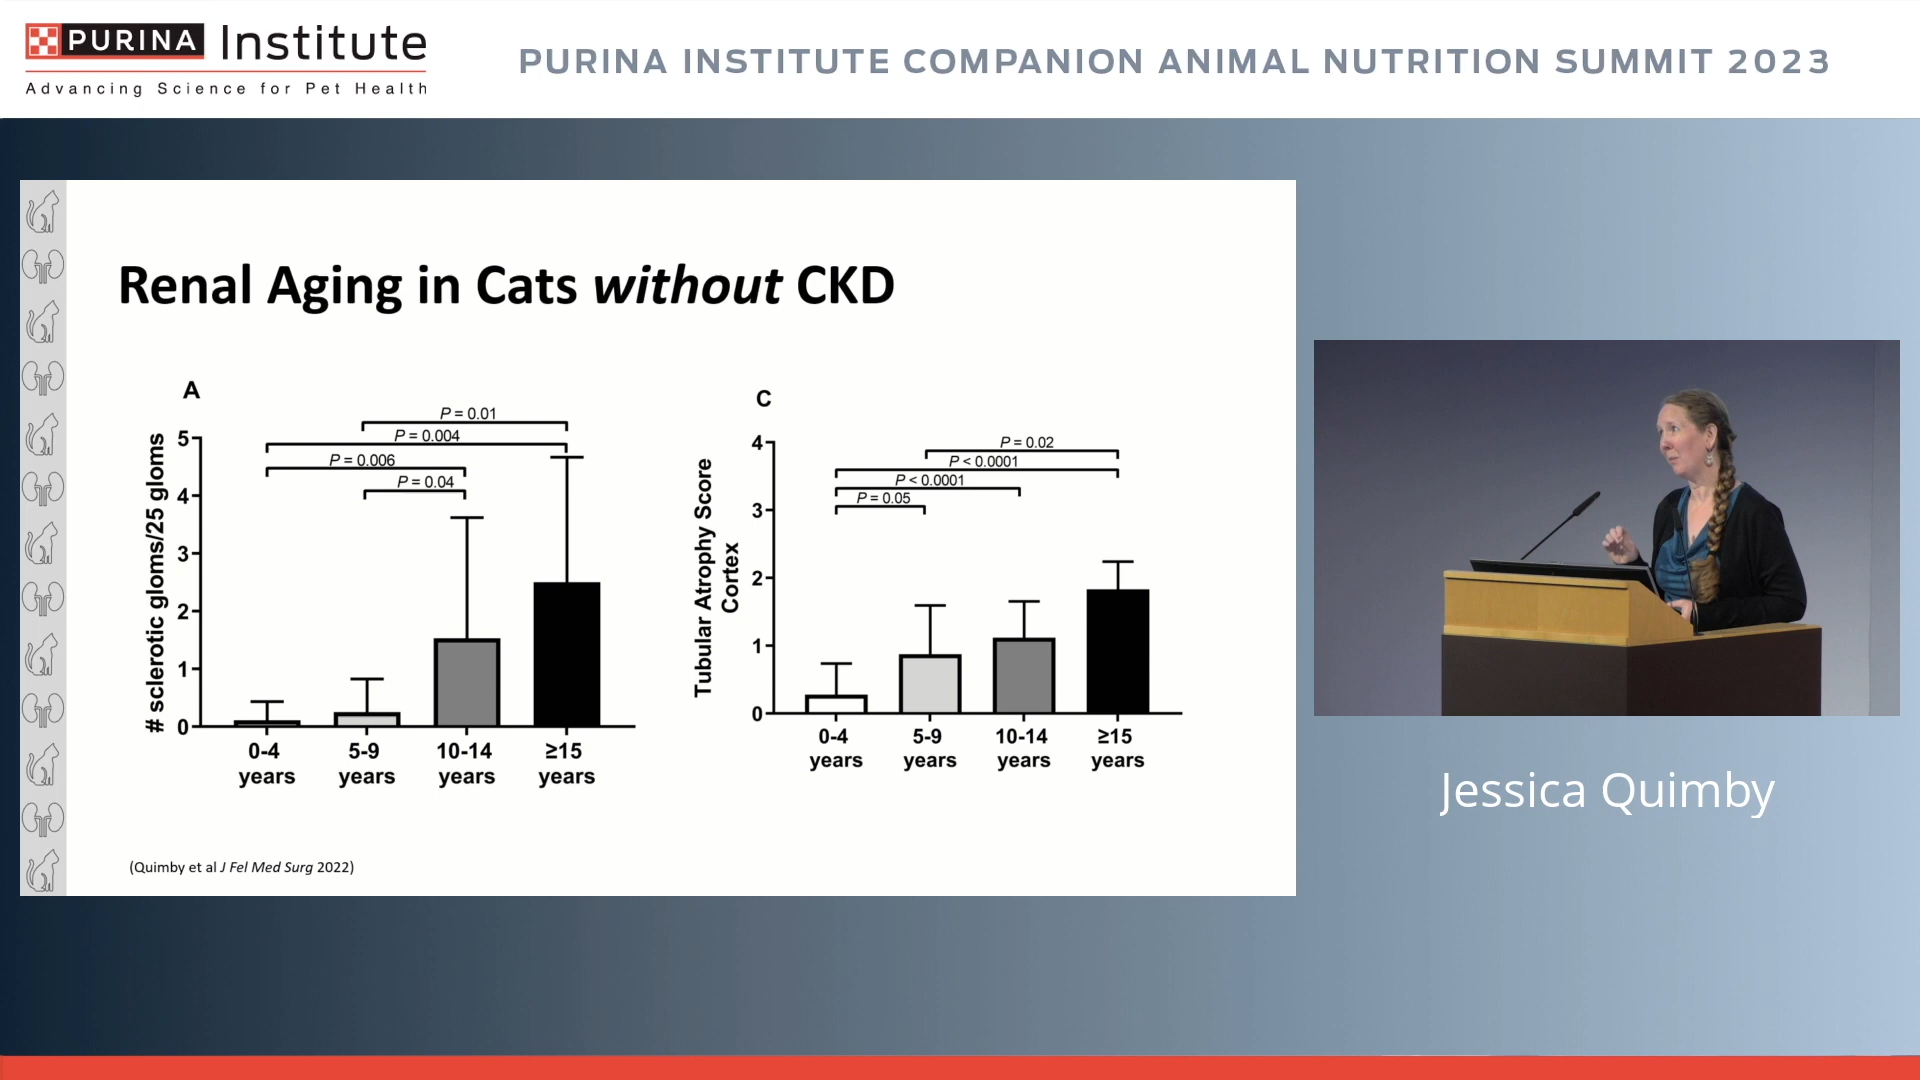 PURINA Institute
Advancing Science for Pet Health
PURINA INSTITUTE COMPANION ANIMAL NUTRITION SUMMIT 2023
Renal Aging in Cats without CKD
A
P = 0.01
P = 0.004
P = 0.006
P = 0.04
# sclerotic gloms/25 gloms
5
4
3
2
1
0
0-4 years
5-9 years
10-14 years
≥15 years
C
P = 0.02
P < 0.0001
P < 0.0001
P = 0.05
Tubular Atrophy Score
Cortex
4
3
2
1
0
0-4 years
5-9 years
10-14 years
≥15 years
(Quimby et al J Fel Med Surg 2022)
Jessica Quimby